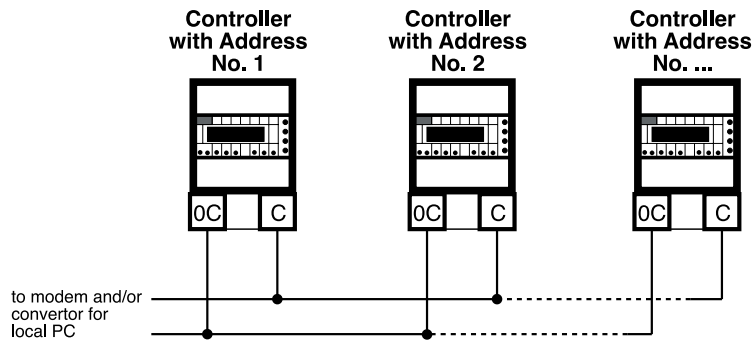 Controller
with Address
No. 1
Controller
with Address
No. 2
Controller
with Address
No. ...
0C
C
0C
C
0C
C
to modem and/or
convertor for
local PC